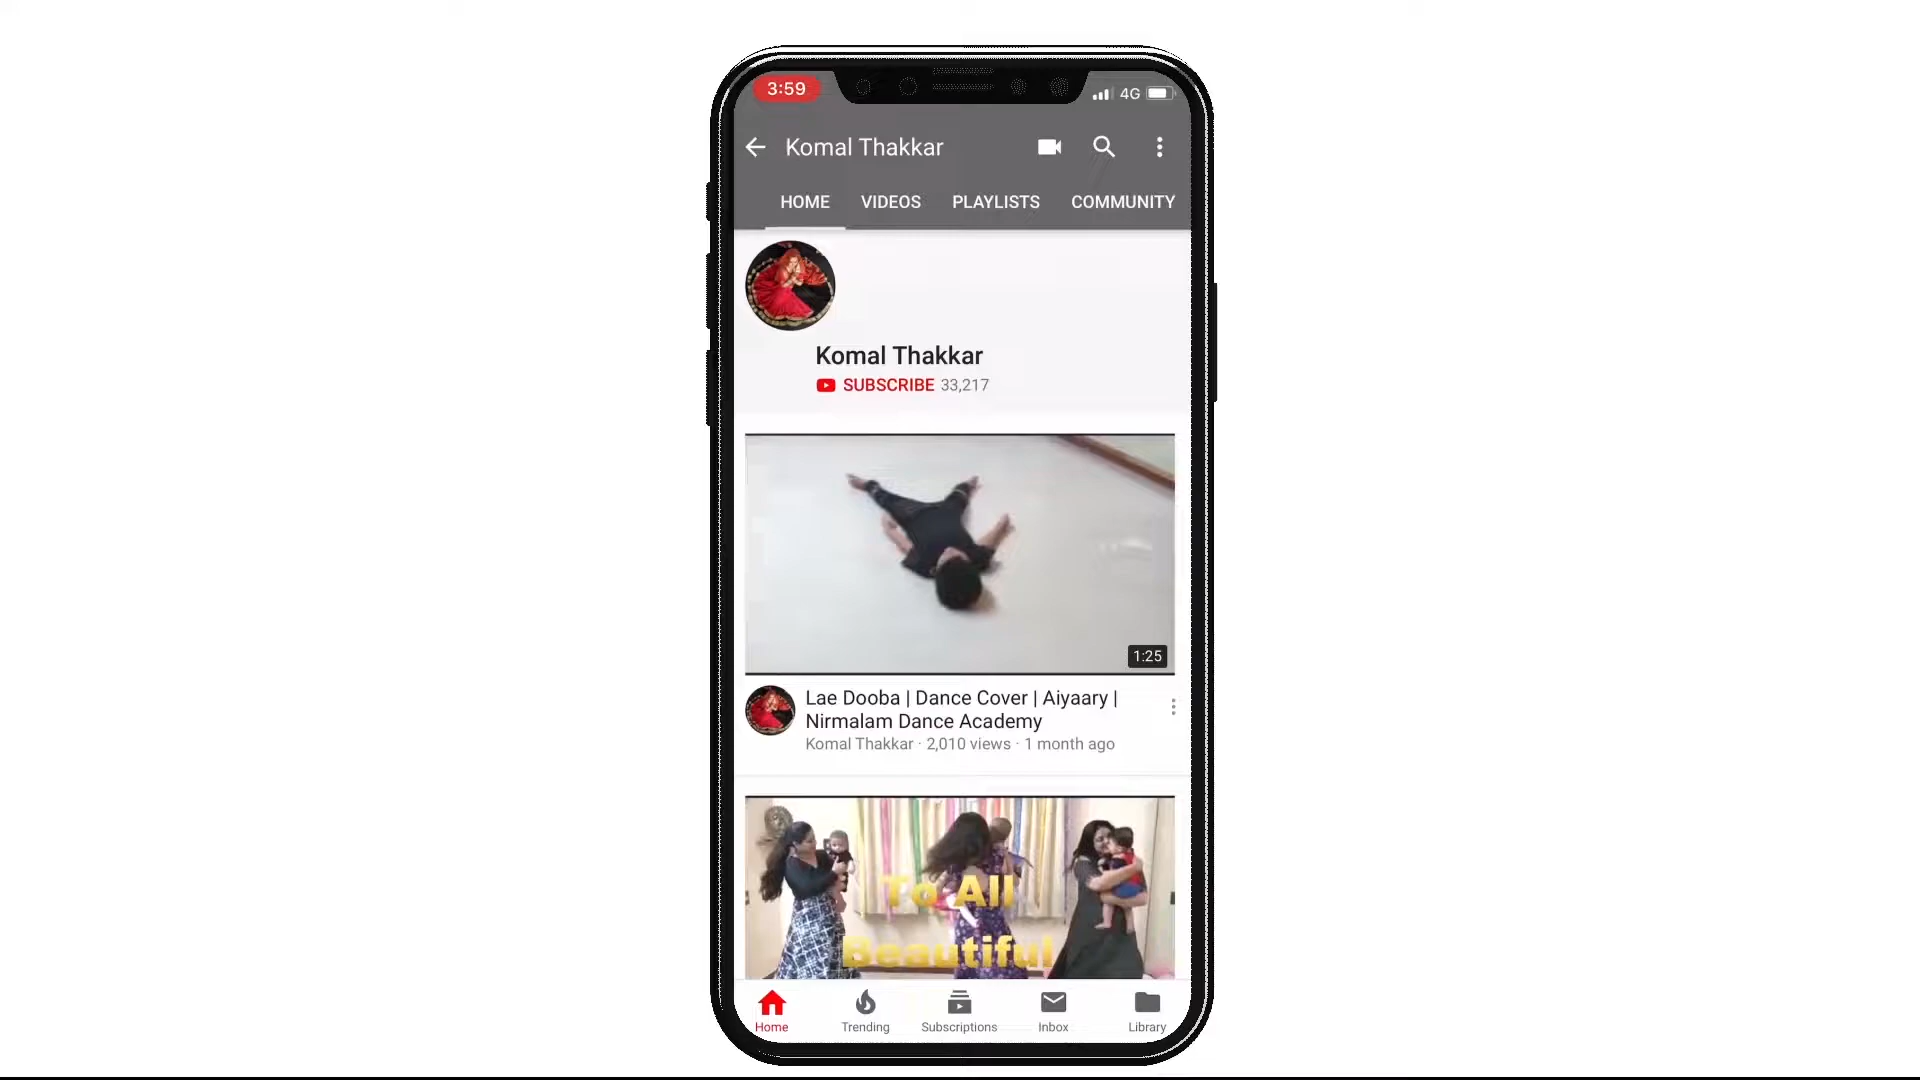 3:59
4G
Komal Thakkar
HOME VIDEOS PLAYLISTS COMMUNITY
Komal Thakkar
SUBSCRIBE 33,217
1:25
Lae Dooba | Dance Cover | Aiyaary |
Nirmalam Dance Academy
Komal Thakkar · 2,010 views · 1 month ago
To All
Beautiful
Home Trending Subscriptions Inbox Library